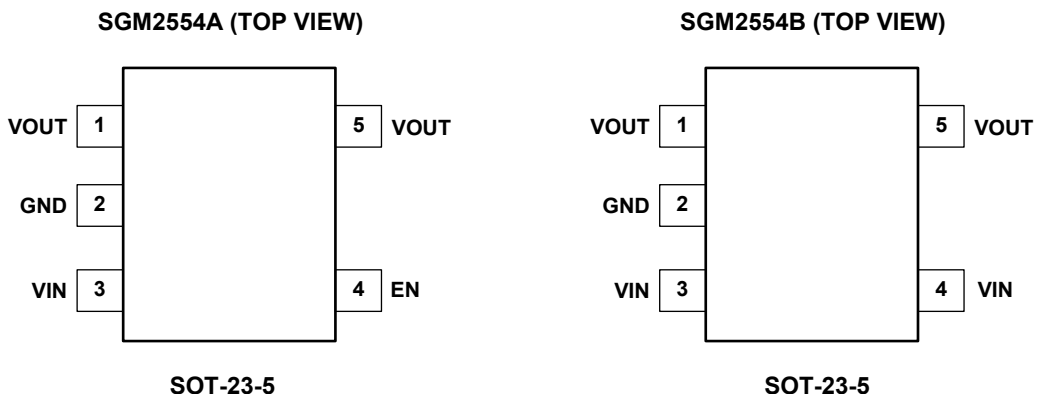 SGM2554A (TOP VIEW)
VOUT 1 5 VOUT
GND 2
VIN 3 4 EN
SOT-23-5
SGM2554B (TOP VIEW)
VOUT 1 5 VOUT
GND 2
VIN 3 4 VIN
SOT-23-5